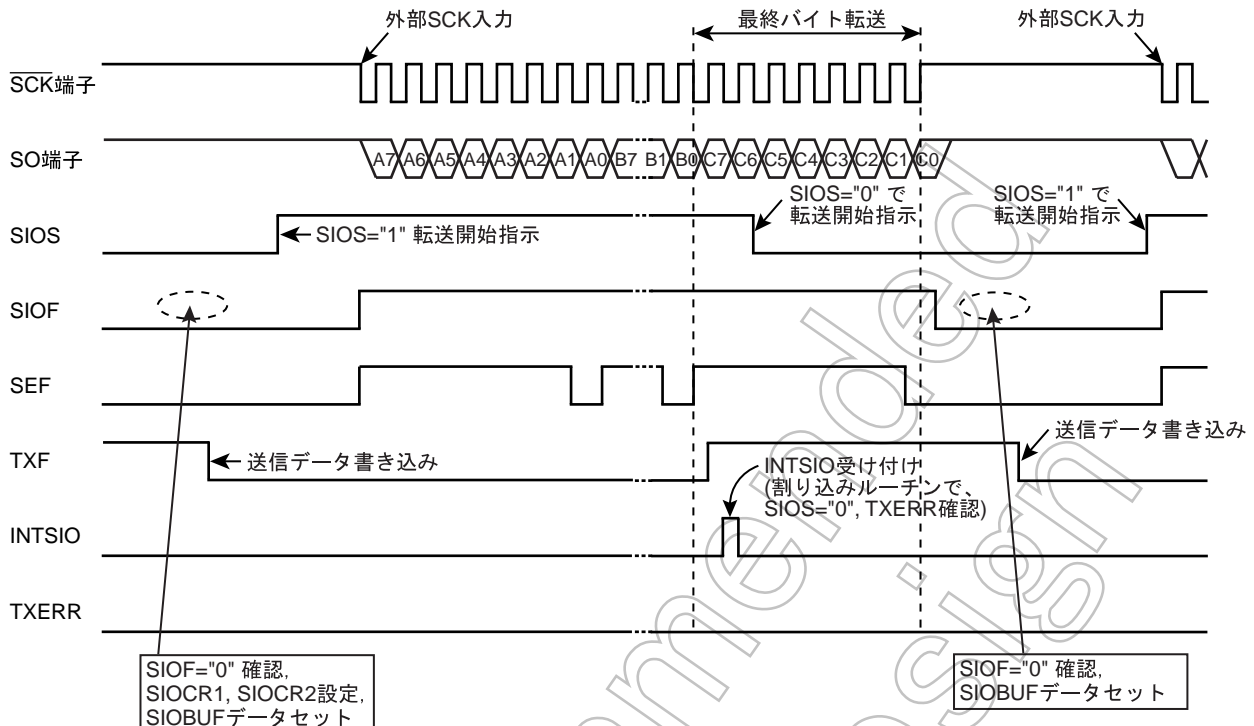 外部SCK入力
最終バイト転送
外部SCK入力
SCK端子
SO端子
A7 A6 A5 A4 A3 A2 A1 A0 B7 B1 B0 C7 C6 C5 C4 C3 C2 C1 C0
SIOS="0" で
転送開始指示
SIOS="1" で
転送開始指示
SIOS
SIOS="1" 転送開始指示
SIOF
SEF
TXF
送信データ書き込み
送信データ書き込み
INTSIO受け付け
(割り込みルーチンで、
SIOS="0", TXERR確認)
INTSIO
TXERR
SIOF="0" 確認,
SIOCR1, SIOCR2設定,
SIOBUFデータセット
SIOF="0" 確認,
SIOBUFデータセット
mmended
sign